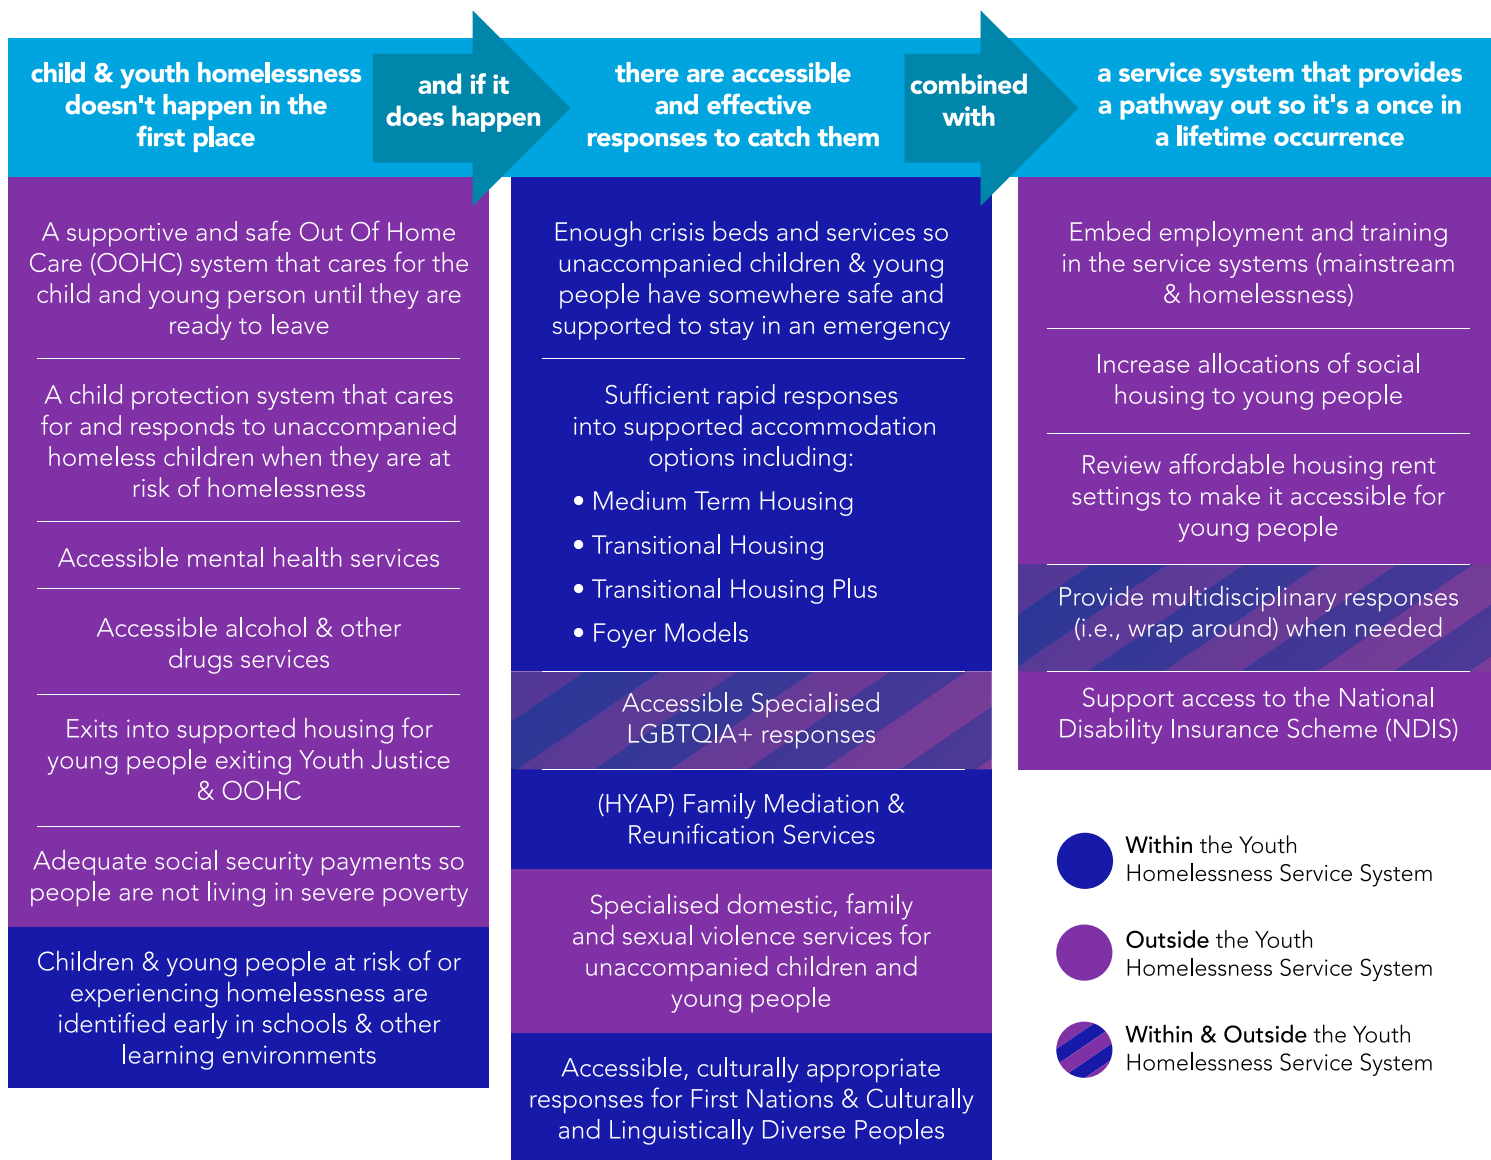 child & youth homelessness
doesn't happen in the
first place
and if it
does happen
there are accessible
and effective
responses to catch them
combined
with
a service system that provides
a pathway out so it's a once in
a lifetime occurrence
A supportive and safe Out Of Home
Care (OOHC) system that cares for the
child and young person until they are
ready to leave
A child protection system that cares
for and responds to unaccompanied
homeless children when they are at
risk of homelessness
Accessible mental health services
Accessible alcohol & other
drugs services
Exits into supported housing for
young people exiting Youth Justice
& OOHC
Adequate social security payments so
people are not living in severe poverty
Children & young people at risk of or
experiencing homelessness are
identified early in schools & other
learning environments
Enough crisis beds and services so
unaccompanied children & young
people have somewhere safe and
supported to stay in an emergency
Sufficient rapid responses
into supported accommodation
options including:
• Medium Term Housing
• Transitional Housing
• Transitional Housing Plus
• Foyer Models
Accessible Specialised
LGBTQIA+ responses
(HYAP) Family Mediation &
Reunification Services
Specialised domestic, family
and sexual violence services for
unaccompanied children and
young people
Accessible, culturally appropriate
responses for First Nations & Culturally
and Linguistically Diverse Peoples
Embed employment and training
in the service systems (mainstream
& homelessness)
Increase allocations of social
housing to young people
Review affordable housing rent
settings to make it accessible for
young people
Provide multidisciplinary responses
(i.e., wrap around) when needed
Support access to the National
Disability Insurance Scheme (NDIS)
Within the Youth
Homelessness Service System
Outside the Youth
Homelessness Service System
Within & Outside the Youth
Homelessness Service System